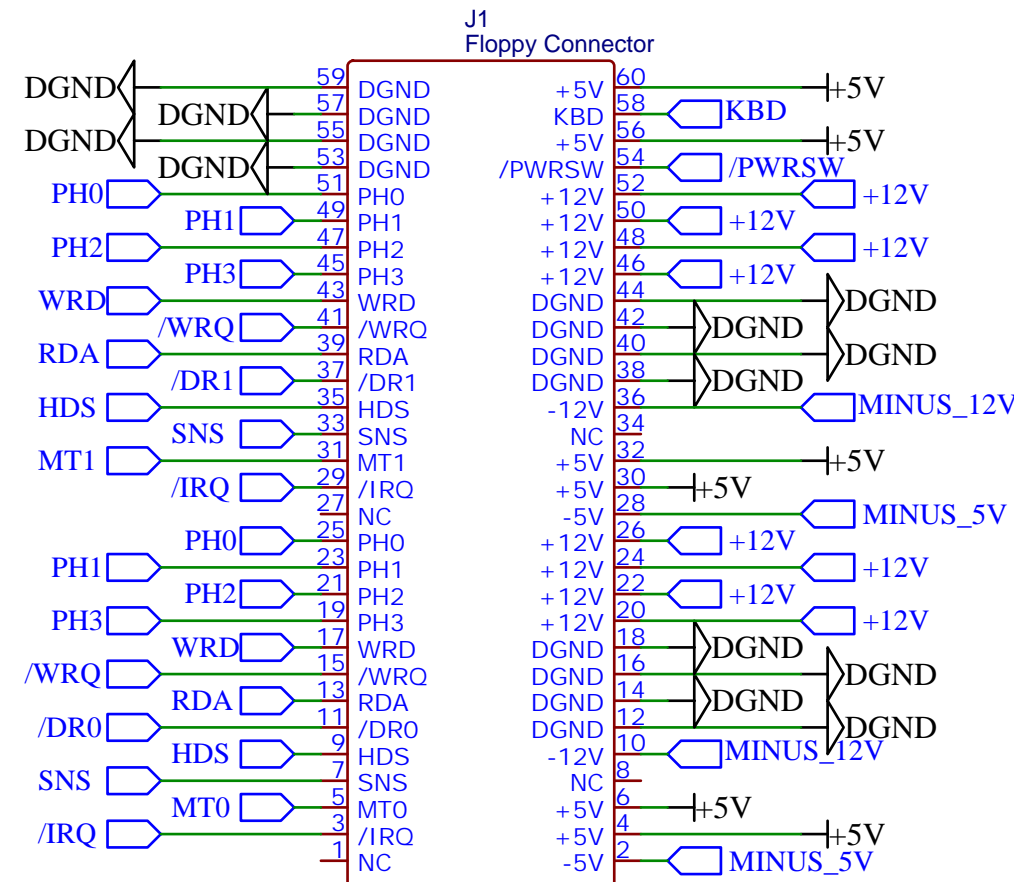 J1
Floppy Connector
DGND 59 DGND +5V 60 +5V
DGND 57 DGND KBD 58 KBD
DGND 55 DGND +5V 56 +5V
DGND 53 DGND /PWRSW 54 /PWRSW
PH0 51 PH0 +12V 52 +12V
PH1 49 PH1 +12V 50 +12V
PH2 47 PH2 +12V 48 +12V
PH3 45 PH3 +12V 46 +12V
WRD 43 WRD DGND 44 DGND
/WRQ 41 /WRQ DGND 42 DGND
RDA 39 RDA DGND 40 DGND
/DR1 37 /DR1 DGND 38 DGND
HDS 35 HDS -12V 36 MINUS_12V
SNS 33 SNS NC 34
MT1 31 MT1 +5V 32 +5V
/IRQ 29 /IRQ +5V 30 +5V
27 NC -5V 28 MINUS_5V
PH0 25 PH0 +12V 26 +12V
PH1 23 PH1 +12V 24 +12V
PH2 21 PH2 +12V 22 +12V
PH3 19 PH3 +12V 20 +12V
WRD 17 WRD DGND 18 DGND
/WRQ 15 /WRQ DGND 16 DGND
RDA 13 RDA DGND 14 DGND
/DR0 11 /DR0 DGND 12 DGND
HDS 9 HDS -12V 10 MINUS_12V
SNS 7 SNS NC 8
MT0 5 MT0 +5V 6 +5V
/IRQ 3 /IRQ +5V 4 +5V
1 NC -5V 2 MINUS_5V